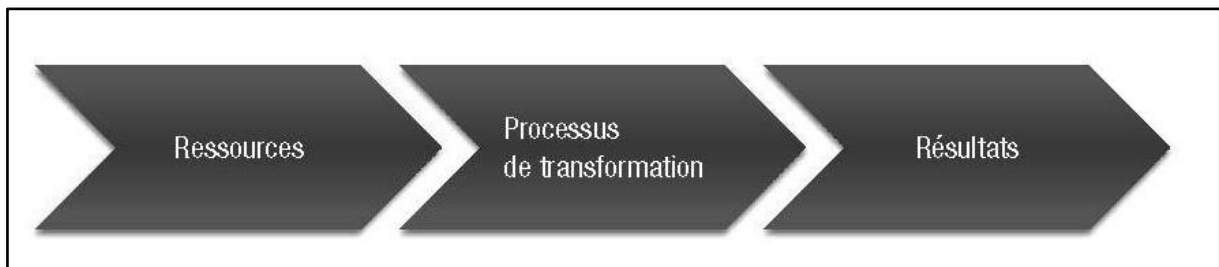 Ressources
Processus
de transformation
Résultats